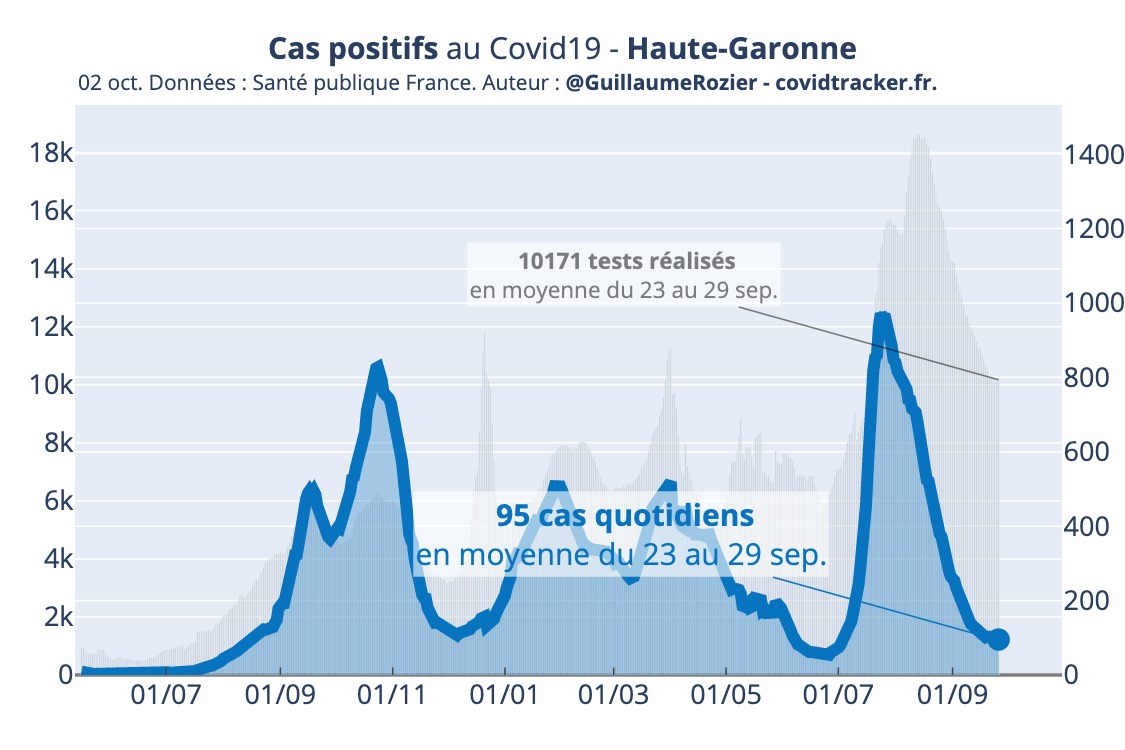 Cas positifs au Covid19 - Haute-Garonne
02 oct. Données : Santé publique France. Auteur : @GuillaumeRozier - covidtracker.fr.
18k
16k
14k
12k
10k
8k
6k
4k
2k
0
1400
1200
1000
800
600
400
200
0
10171 tests réalisés
en moyenne du 23 au 29 sep.
95 cas quotidiens
en moyenne du 23 au 29 sep.
01/07 01/09 01/11 01/01 01/03 01/05 01/07 01/09